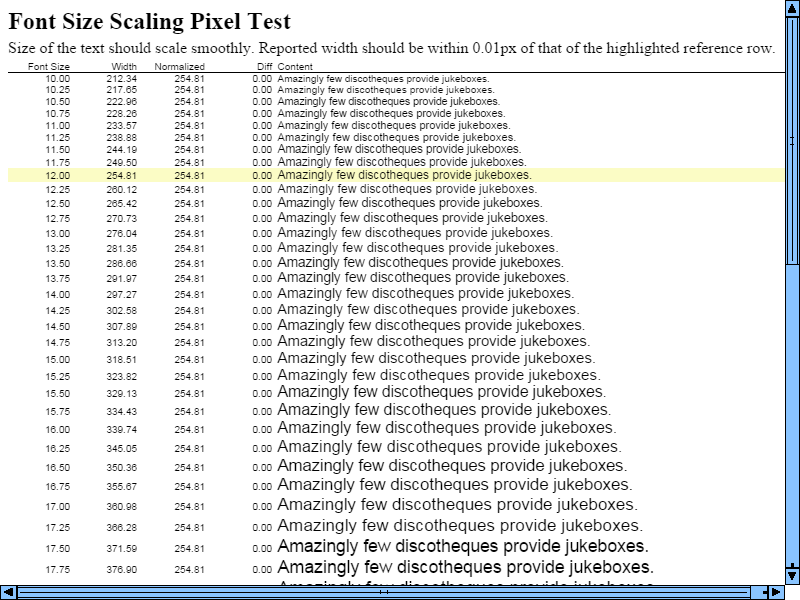 Font Size Scaling Pixel Test
Size of the text should scale smoothly. Reported width should be within 0.01px of that of the highlighted reference row.
Font Size Width Normalized Diff Content
10.00 212.34 254.81 0.00 Amazingly few discotheques provide jukeboxes.
10.25 217.65 254.81 0.00 Amazingly few discotheques provide jukeboxes.
10.50 222.96 254.81 0.00 Amazingly few discotheques provide jukeboxes.
10.75 228.26 254.81 0.00 Amazingly few discotheques provide jukeboxes.
11.00 233.57 254.81 0.00 Amazingly few discotheques provide jukeboxes.
11.25 238.88 254.81 0.00 Amazingly few discotheques provide jukeboxes.
11.50 244.19 254.81 0.00 Amazingly few discotheques provide jukeboxes.
11.75 249.50 254.81 0.00 Amazingly few discotheques provide jukeboxes.
12.00 254.81 254.81 0.00 Amazingly few discotheques provide jukeboxes.
12.25 260.12 254.81 0.00 Amazingly few discotheques provide jukeboxes.
12.50 265.42 254.81 0.00 Amazingly few discotheques provide jukeboxes.
12.75 270.73 254.81 0.00 Amazingly few discotheques provide jukeboxes.
13.00 276.04 254.81 0.00 Amazingly few discotheques provide jukeboxes.
13.25 281.35 254.81 0.00 Amazingly few discotheques provide jukeboxes.
13.50 286.66 254.81 0.00 Amazingly few discotheques provide jukeboxes.
13.75 291.97 254.81 0.00 Amazingly few discotheques provide jukeboxes.
14.00 297.27 254.81 0.00 Amazingly few discotheques provide jukeboxes.
14.25 302.58 254.81 0.00 Amazingly few discotheques provide jukeboxes.
14.50 307.89 254.81 0.00 Amazingly few discotheques provide jukeboxes.
14.75 313.20 254.81 0.00 Amazingly few discotheques provide jukeboxes.
15.00 318.51 254.81 0.00 Amazingly few discotheques provide jukeboxes.
15.25 323.82 254.81 0.00 Amazingly few discotheques provide jukeboxes.
15.50 329.13 254.81 0.00 Amazingly few discotheques provide jukeboxes.
15.75 334.43 254.81 0.00 Amazingly few discotheques provide jukeboxes.
16.00 339.74 254.81 0.00 Amazingly few discotheques provide jukeboxes.
16.25 345.05 254.81 0.00 Amazingly few discotheques provide jukeboxes.
16.50 350.36 254.81 0.00 Amazingly few discotheques provide jukeboxes.
16.75 355.67 254.81 0.00 Amazingly few discotheques provide jukeboxes.
17.00 360.98 254.81 0.00 Amazingly few discotheques provide jukeboxes.
17.25 366.28 254.81 0.00 Amazingly few discotheques provide jukeboxes.
17.50 371.59 254.81 0.00 Amazingly few discotheques provide jukeboxes.
17.75 376.90 254.81 0.00 Amazingly few discotheques provide jukeboxes.